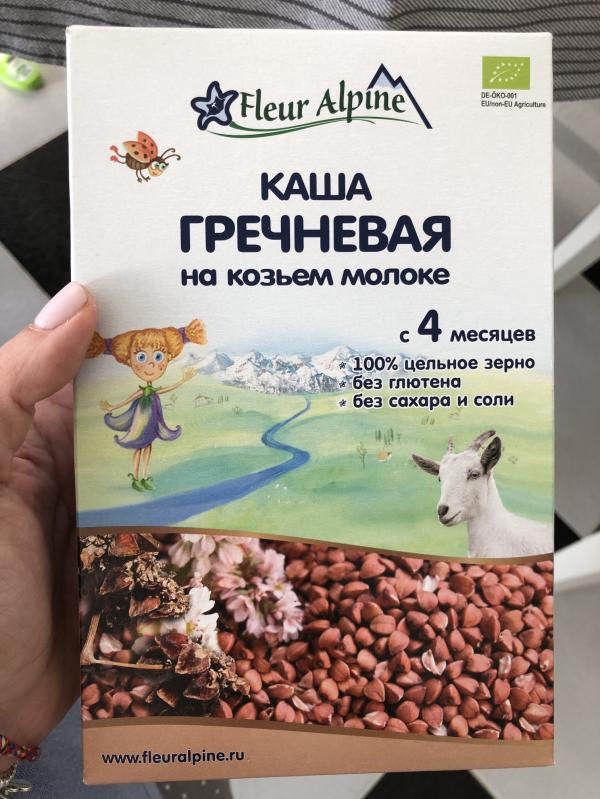 Fleur Alpine
DE-ÖKO-001
EU/non-EU Agriculture
КАША
ГРЕЧНЕВАЯ
на козьем молоке
с 4 месяцев
100% цельное зерно
без глютена
без сахара и соли
www.fleuralpine.ru